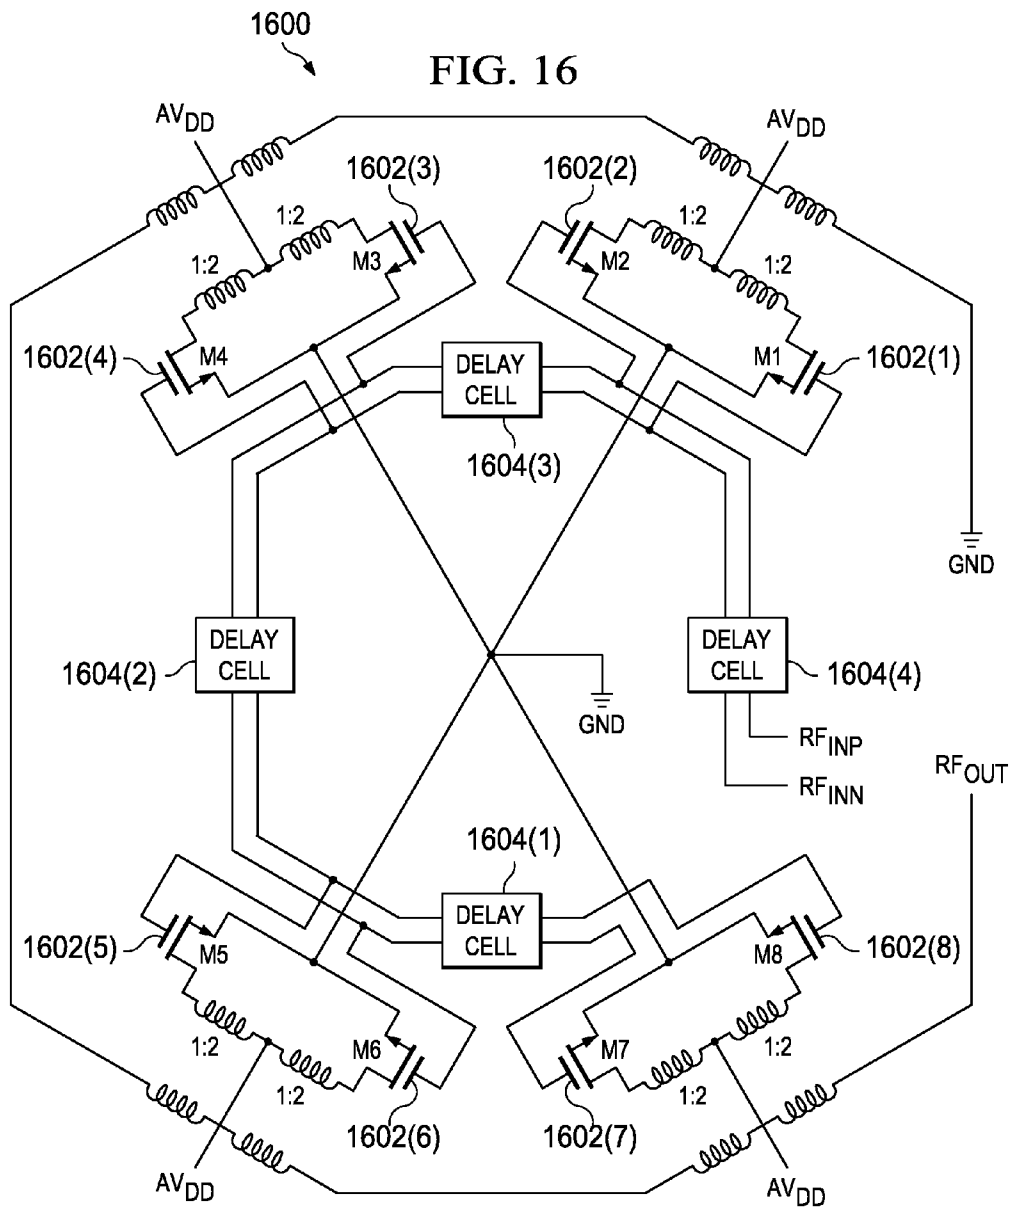 1600
FIG. 16
AVDD
AVDD
1602(3)
1602(2)
1:2
1:2
M3
M2
1:2
1:2
1602(4)
M4
M1
1602(1)
DELAY
CELL
1604(3)
GND
DELAY
CELL
1604(2)
DELAY
CELL
1604(4)
GND
RFINP
RFINN
RFOUT
1604(1)
DELAY
CELL
1602(5)
M5
M8
1602(8)
1:2
M6
M7
1:2
1:2
1:2
1602(6)
1602(7)
AVDD
AVDD